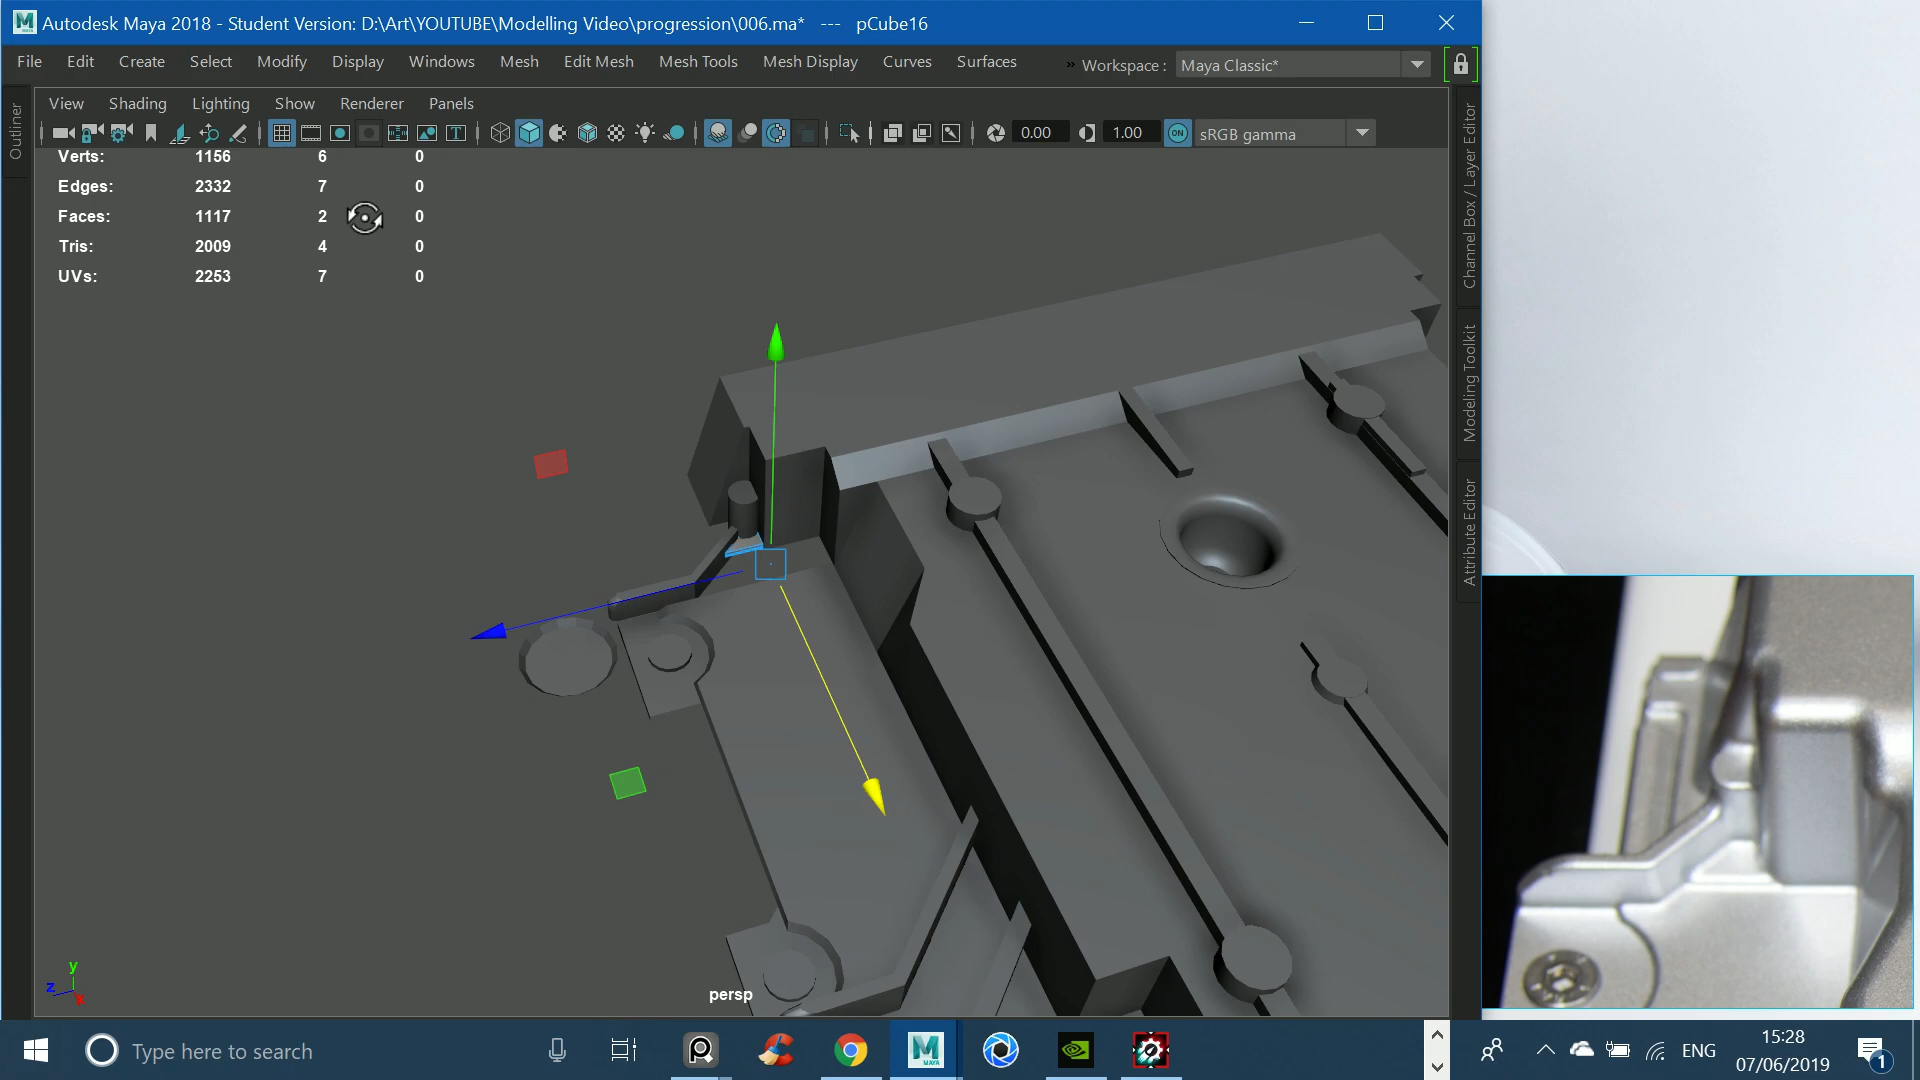 Autodesk Maya 2018 - Student Version: D:\Art\YOUTUBE\Modelling Video\progression\006.ma* --- pCube16
File Edit Create Select Modify Display Windows Mesh Edit Mesh Mesh Tools Mesh Display Curves Surfaces » Workspace : Maya Classic*
View Shading Lighting Show Renderer Panels
0.00 1.00 ON sRGB gamma
Outliner
Verts: 1156 6 0
Edges: 2332 7 0
Faces: 1117 2 0
Tris: 2009 4 0
UVs: 2253 7 0
Channel Box / Layer Editor
Modeling Toolkit
Attribute Editor
y
z
x
persp
Type here to search
MAYA
ENG
15:28
07/06/2019
1